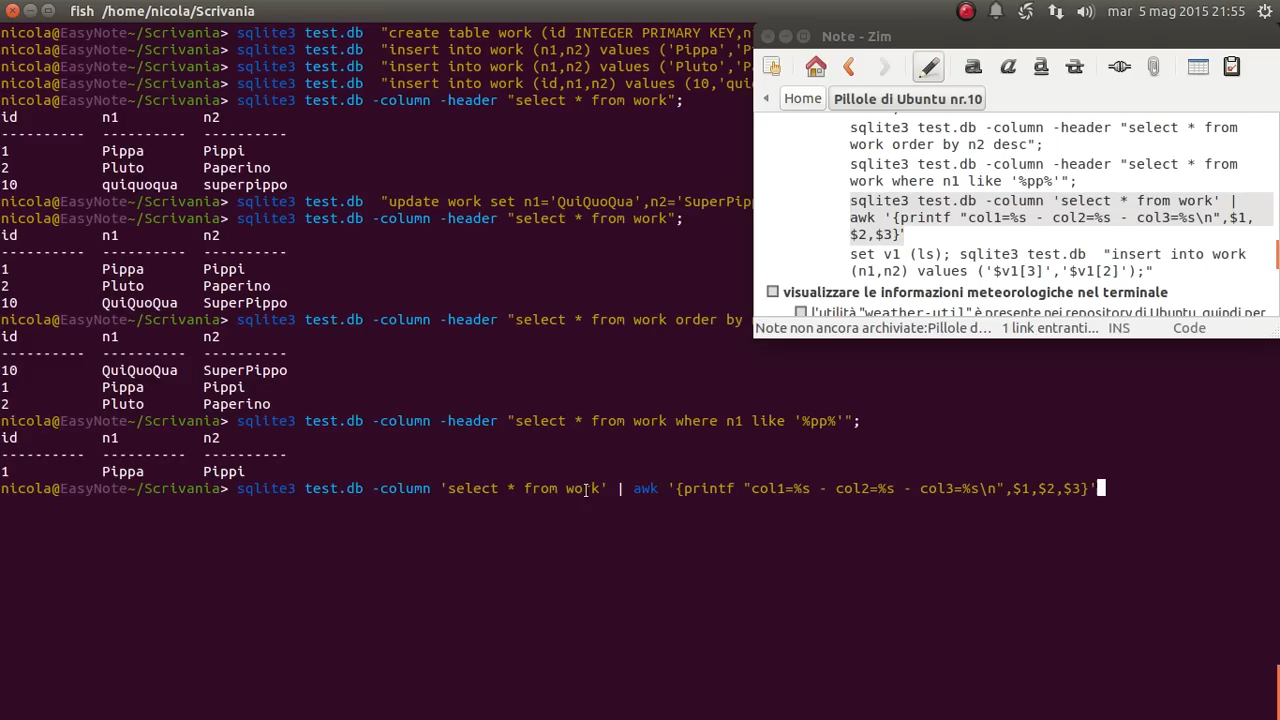 fish /home/nicola/Scrivania
mar 5 mag 2015 21:55
nicola@EasyNote~/Scrivania> sqlite3 test.db  "create table work (id INTEGER PRIMARY KEY,n
nicola@EasyNote~/Scrivania> sqlite3 test.db  "insert into work (n1,n2) values ('Pippa','P
nicola@EasyNote~/Scrivania> sqlite3 test.db  "insert into work (n1,n2) values ('Pluto','Pa
nicola@EasyNote~/Scrivania> sqlite3 test.db  "insert into work (id,n1,n2) values (10,'qui
nicola@EasyNote~/Scrivania> sqlite3 test.db -column -header "select * from work";
id          n1          n2
----------  ----------  ----------
1           Pippa       Pippi
2           Pluto       Paperino
10          quiquoqua   superpippo
nicola@EasyNote~/Scrivania> sqlite3 test.db  "update work set n1='QuiQuoQua',n2='SuperPipp
nicola@EasyNote~/Scrivania> sqlite3 test.db -column -header "select * from work";
id          n1          n2
----------  ----------  ----------
1           Pippa       Pippi
2           Pluto       Paperino
10          QuiQuoQua   SuperPippo
nicola@EasyNote~/Scrivania> sqlite3 test.db -column -header "select * from work order by
id          n1          n2
----------  ----------  ----------
10          QuiQuoQua   SuperPippo
1           Pippa       Pippi
2           Pluto       Paperino
nicola@EasyNote~/Scrivania> sqlite3 test.db -column -header "select * from work where n1 like '%pp%'";
id          n1          n2
----------  ----------  ----------
1           Pippa       Pippi
nicola@EasyNote~/Scrivania> sqlite3 test.db -column 'select * from work' | awk '{printf "col1=%s - col2=%s - col3=%s\n",$1,$2,$3}'
Note - Zim
Home
Pillole di Ubuntu nr.10
sqlite3 test.db -column -header "select * from
work order by n2 desc";
sqlite3 test.db -column -header "select * from
work where n1 like '%pp%'";
sqlite3 test.db -column 'select * from work' |
awk '{printf "col1=%s - col2=%s - col3=%s\n",$1,
$2,$3}'
set v1 (ls); sqlite3 test.db  "insert into work
(n1,n2) values ('$v1[3]','$v1[2]');"
visualizzare le informazioni meteorologiche nel terminale
l'utilità "weather-util" è presente nei repository di Ubuntu, quindi per
Note non ancora archiviate:Pillole d...
1 link entranti...
INS
Code